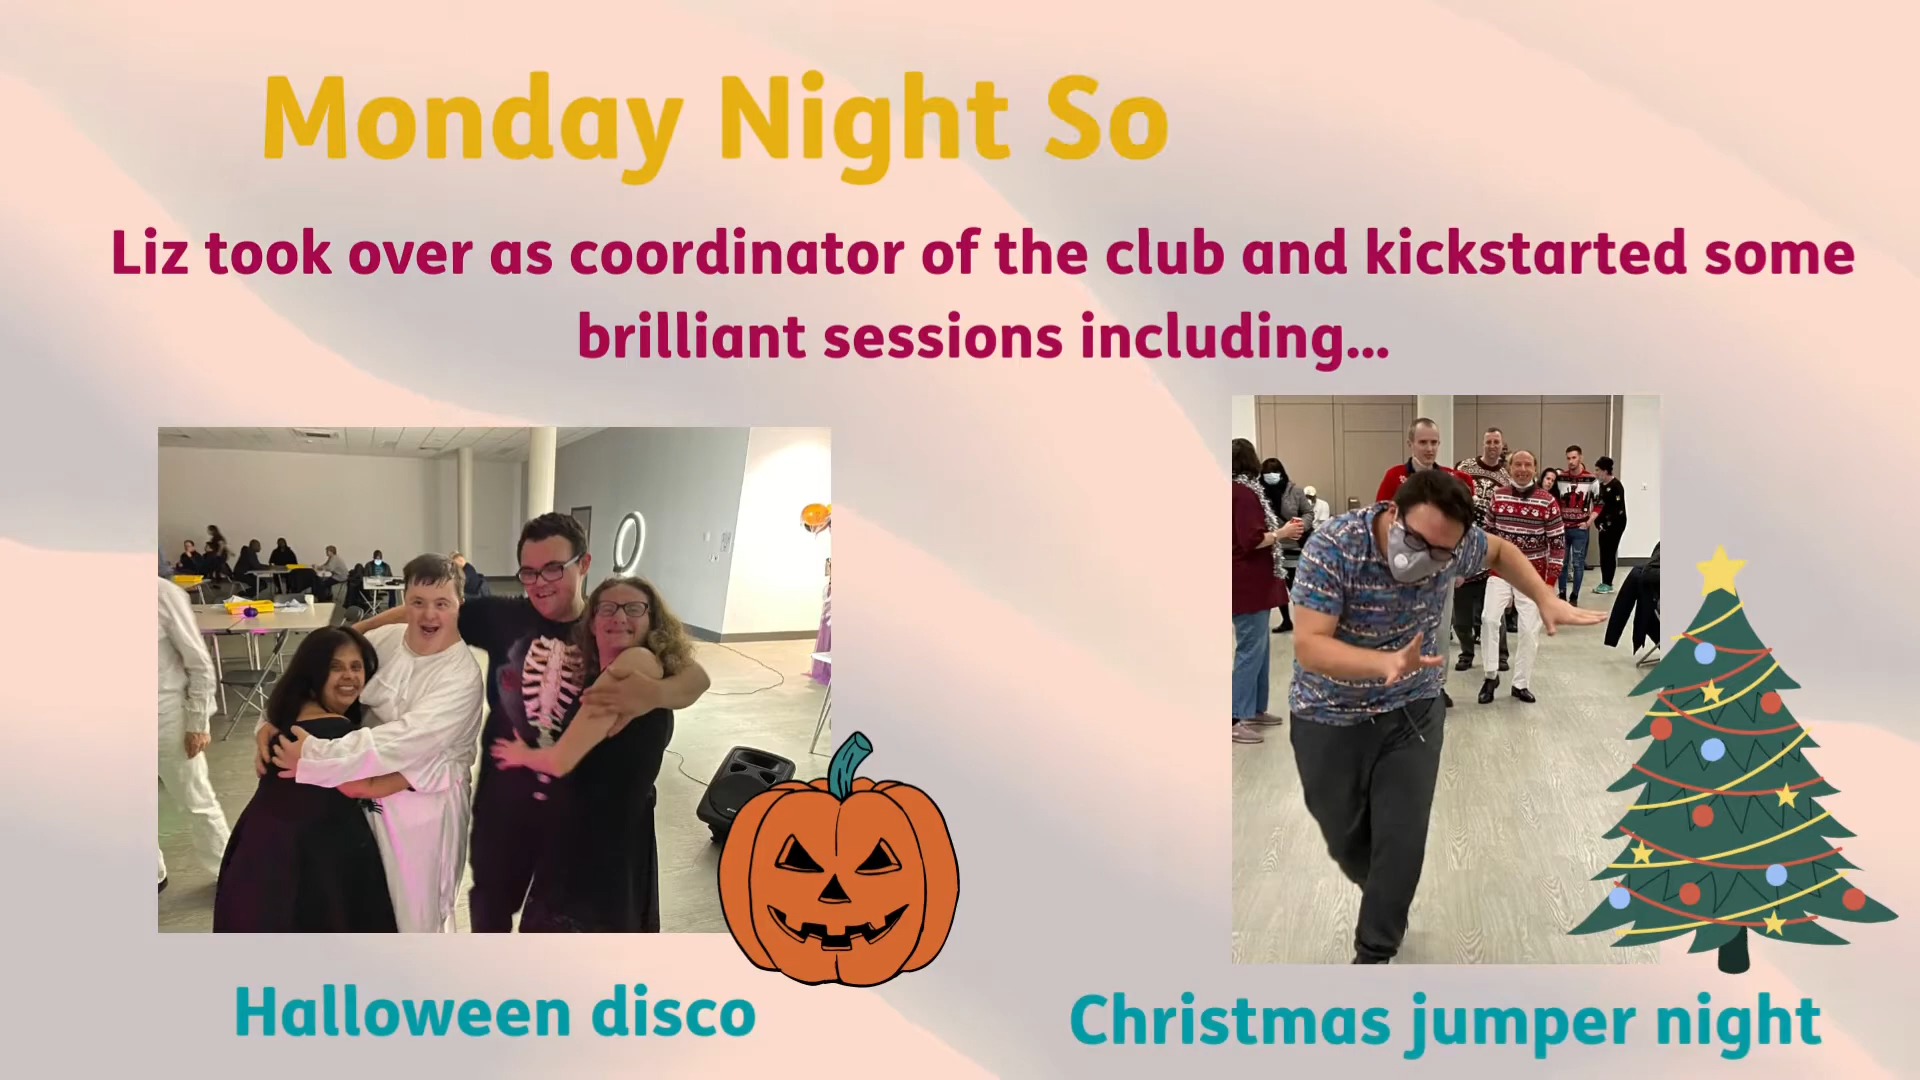 Monday Night So
Liz took over as coordinator of the club and kickstarted some
brilliant sessions including...
Halloween disco
Christmas jumper night